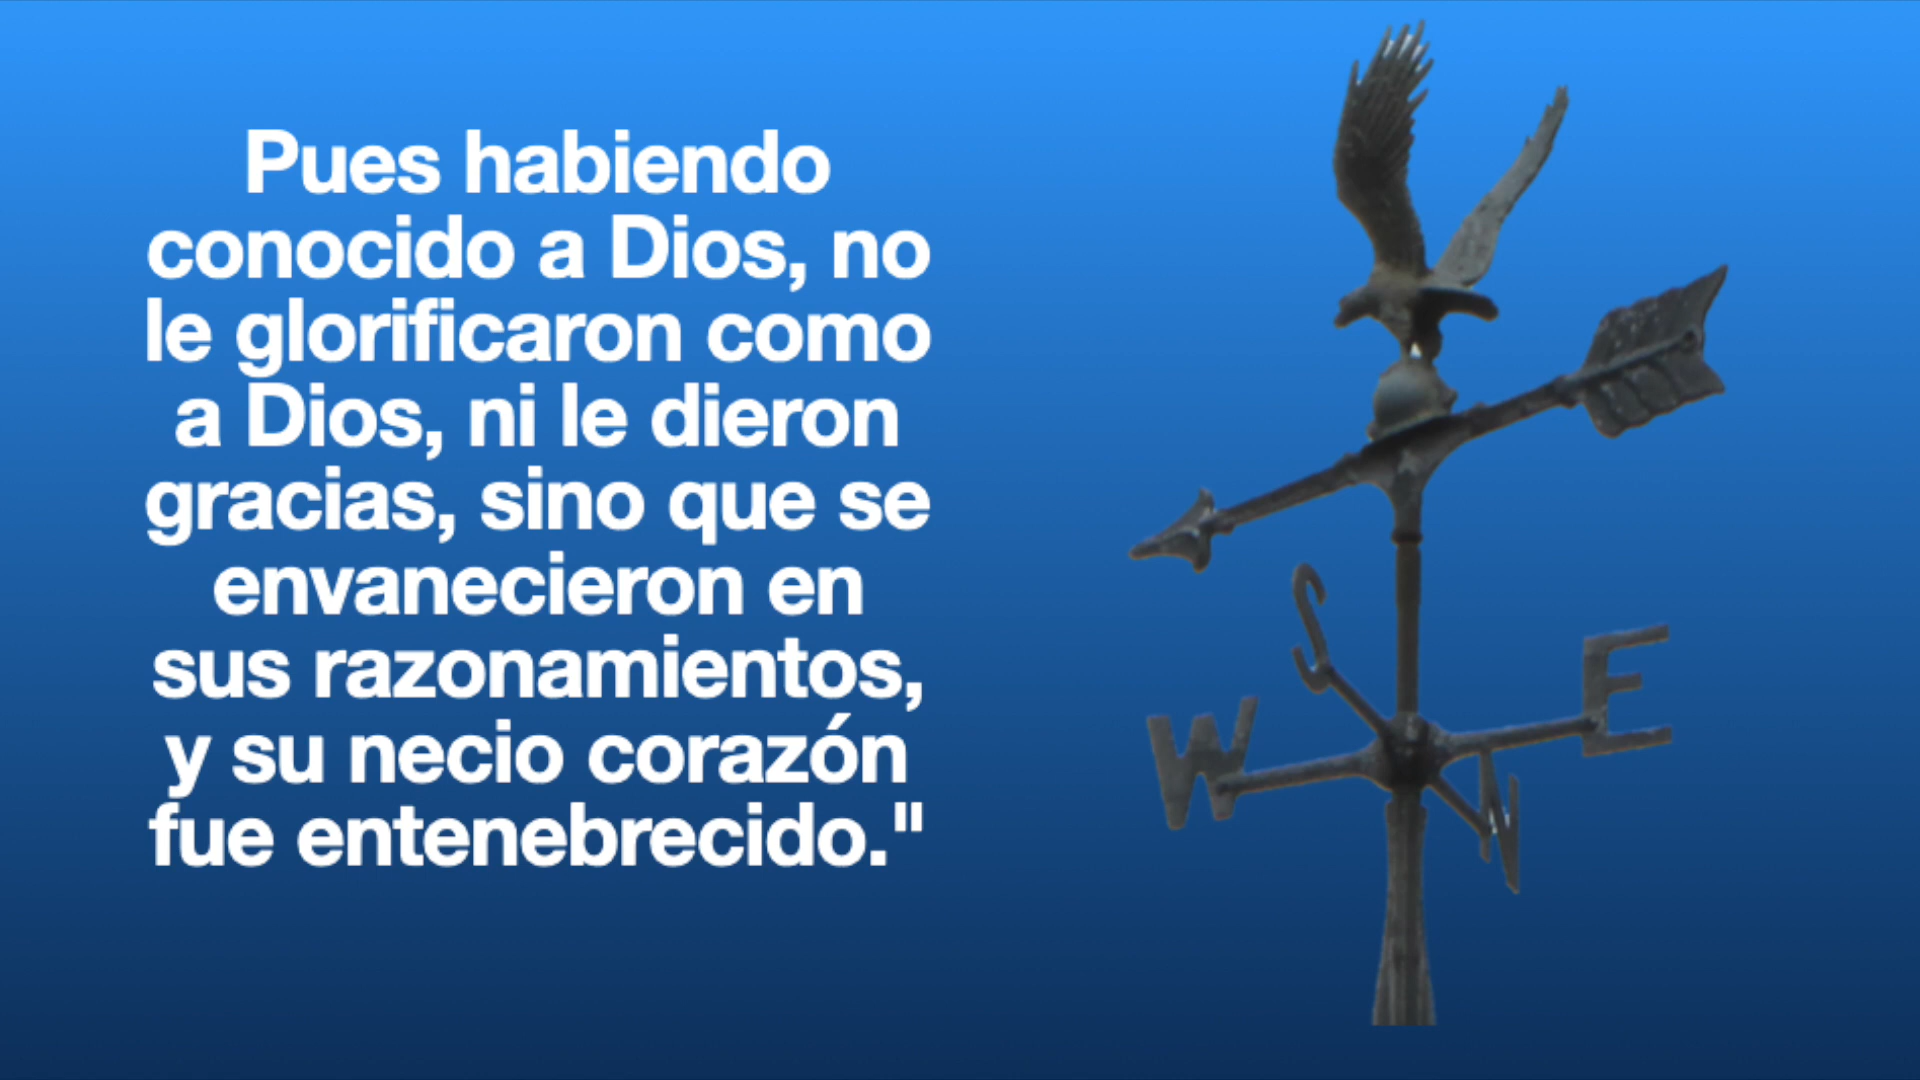 Pues habiendo
conocido a Dios, no
le glorificaron como
a Dios, ni le dieron
gracias, sino que se
envanecieron en
sus razonamientos,
y su necio corazón
fue entenebrecido."
S
E
W
N